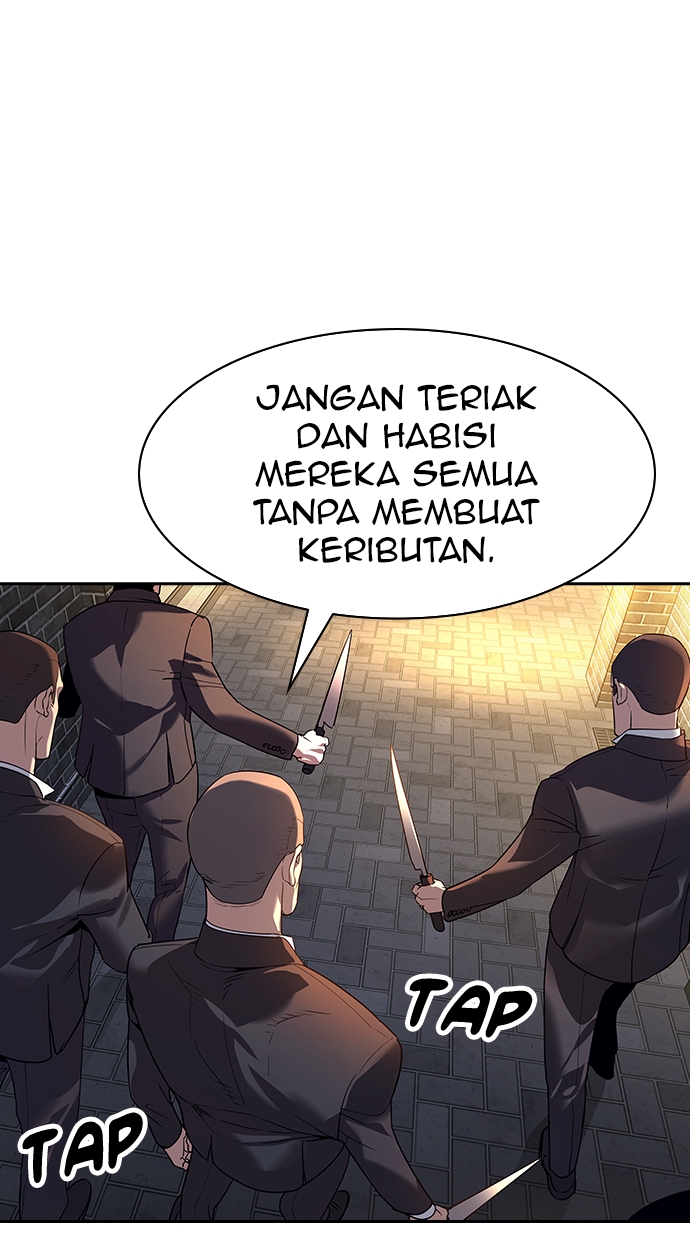 JANGAN TERIAK
DAN HABISI
MEREKA SEMUA
TANPA MEMBUAT
KERIBUTAN.
TAP
TAP